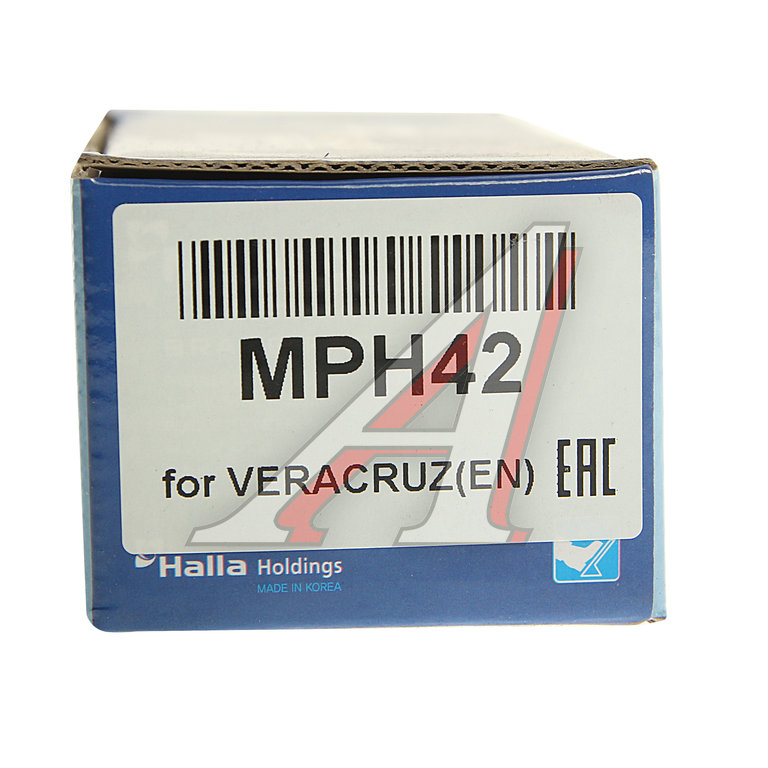 MPH42
for VERACRUZ(EN) EAC
Halla Holdings
MADE IN KOREA